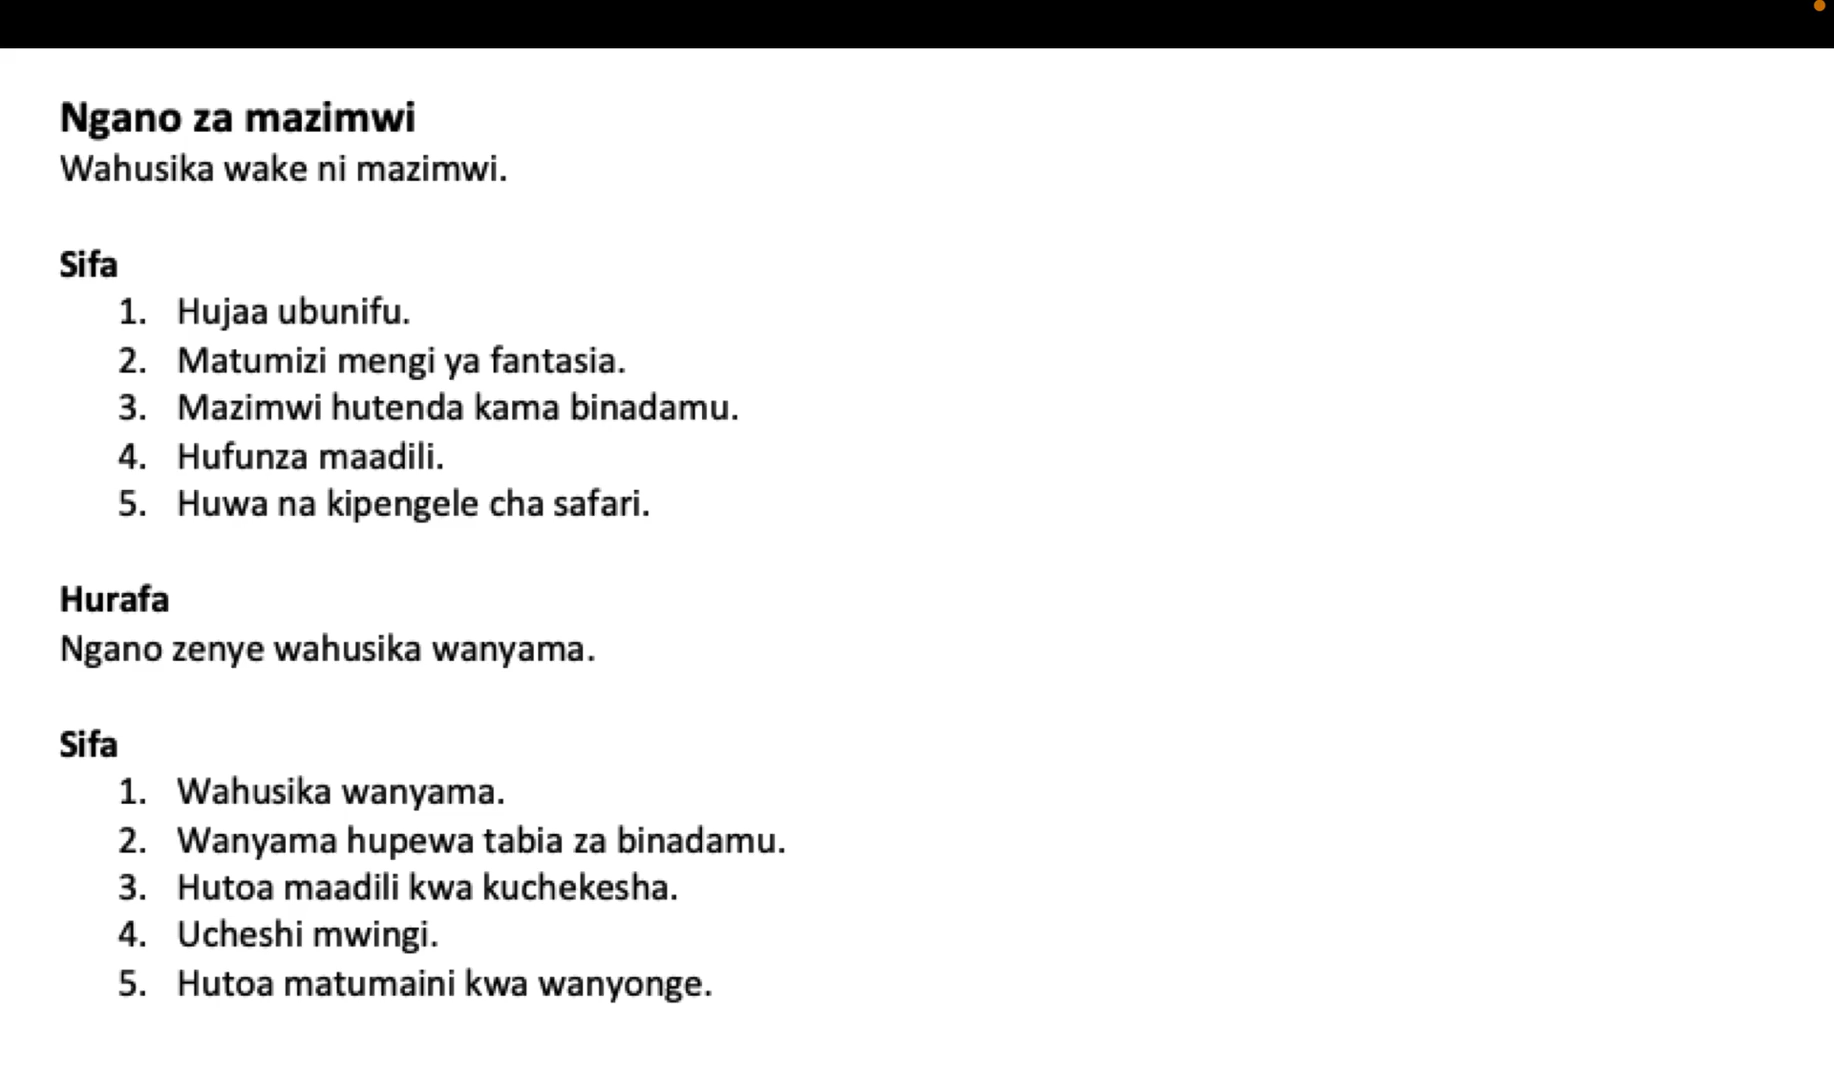 Ngano za mazimwi
Wahusika wake ni mazimwi.
Sifa
1. Hujaa ubunifu.
2. Matumizi mengi ya fantasia.
3. Mazimwi hutenda kama binadamu.
4. Hufunza maadili.
5. Huwa na kipengele cha safari.
Hurafa
Ngano zenye wahusika wanyama.
Sifa
1. Wahusika wanyama.
2. Wanyama hupewa tabia za binadamu.
3. Hutoa maadili kwa kuchekesha.
4. Ucheshi mwingi.
5. Hutoa matumaini kwa wanyonge.